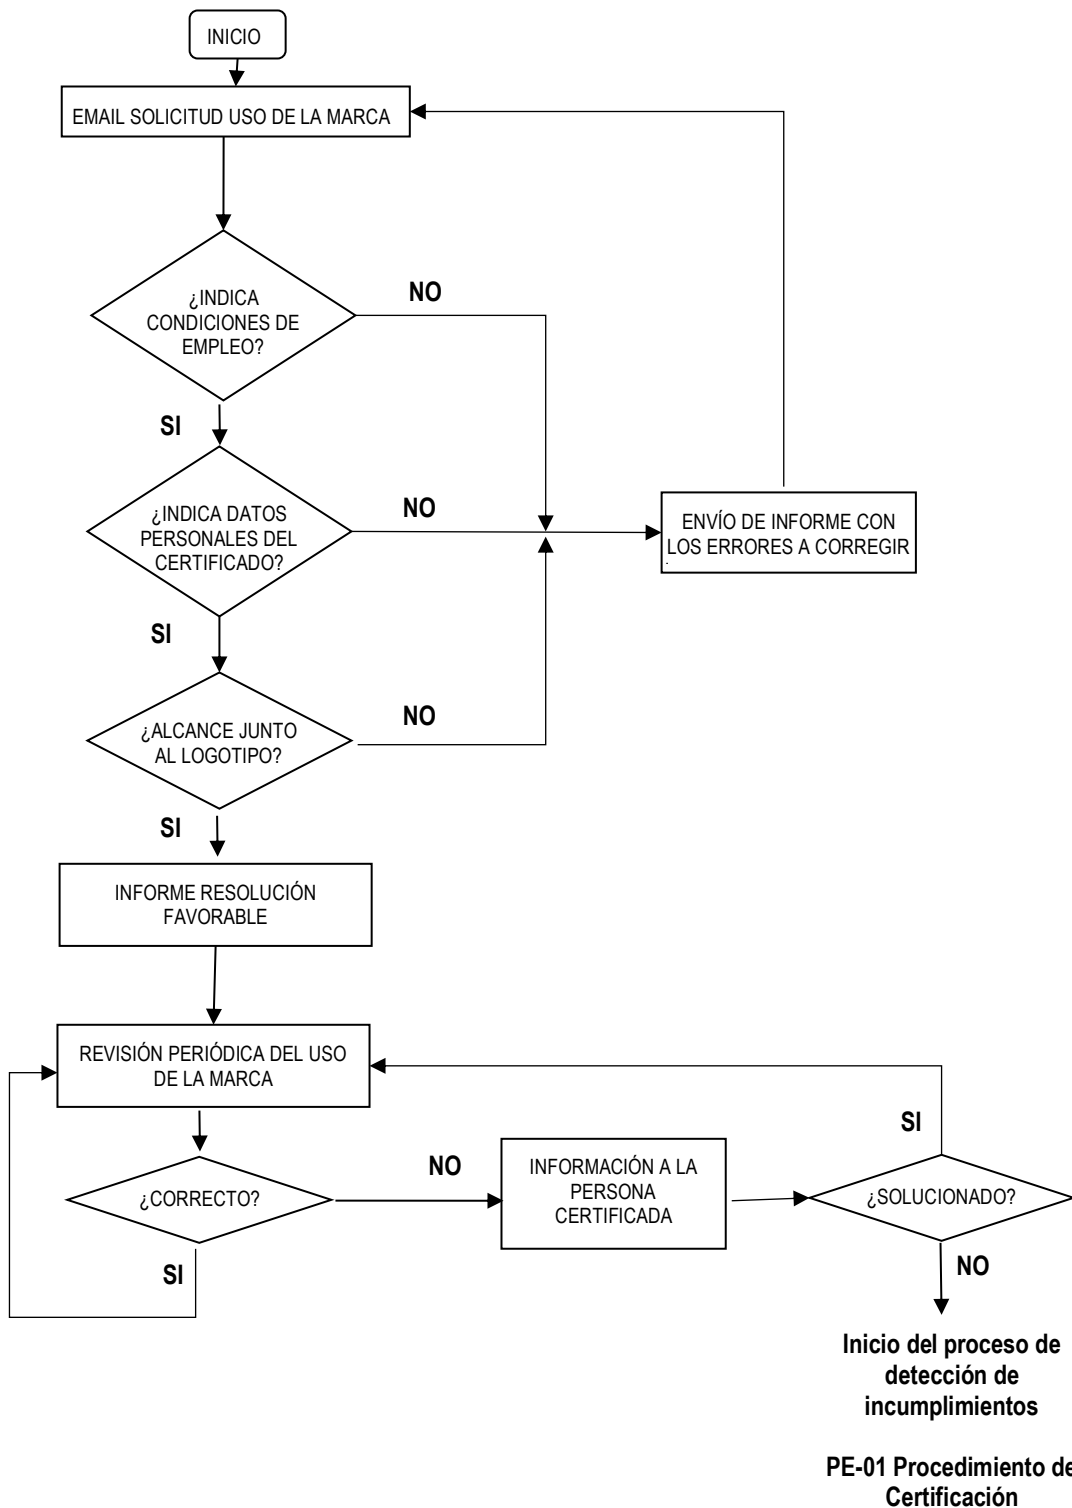 INICIO
EMAIL SOLICITUD USO DE LA MARCA
¿INDICA
CONDICIONES DE
EMPLEO?
NO
SI
¿INDICA DATOS
PERSONALES DEL
CERTIFICADO?
NO
ENVÍO DE INFORME CON
LOS ERRORES A CORREGIR
.
SI
¿ALCANCE JUNTO
AL LOGOTIPO?
NO
SI
INFORME RESOLUCIÓN
FAVORABLE
REVISIÓN PERIÓDICA DEL USO
DE LA MARCA
¿CORRECTO?
NO
SI
INFORMACIÓN A LA
PERSONA
CERTIFICADA
¿SOLUCIONADO?
SI
NO
Inicio del proceso de
detección de
incumplimientos
PE-01 Procedimiento de
Certificación